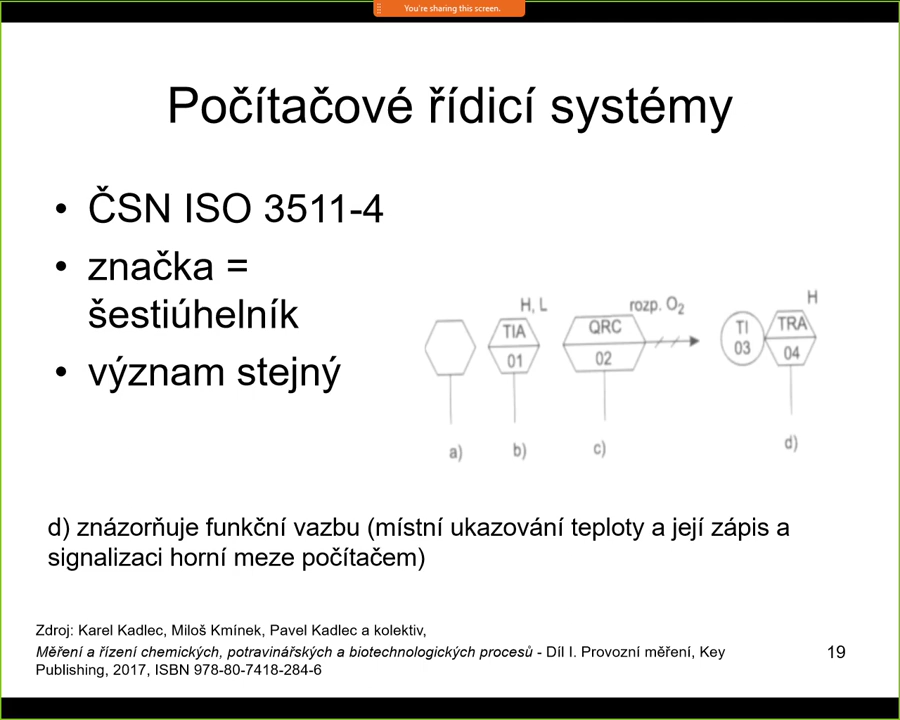 You're sharing this screen.
Počítačové řídicí systémy
• ČSN ISO 3511-4
• značka =
šestiúhelník
• význam stejný
H, L
rozp. O₂
H
TIA
QRC
TI
TRA
01
02
03
04
a)
b)
c)
d)
d) znázorňuje funkční vazbu (místní ukazování teploty a její zápis a
signalizaci horní meze počítačem)
Zdroj: Karel Kadlec, Miloš Kmínek, Pavel Kadlec a kolektiv,
Měření a řízení chemických, potravinářských a biotechnologických procesů - Díl I. Provozní měření, Key
Publishing, 2017, ISBN 978-80-7418-284-6
19